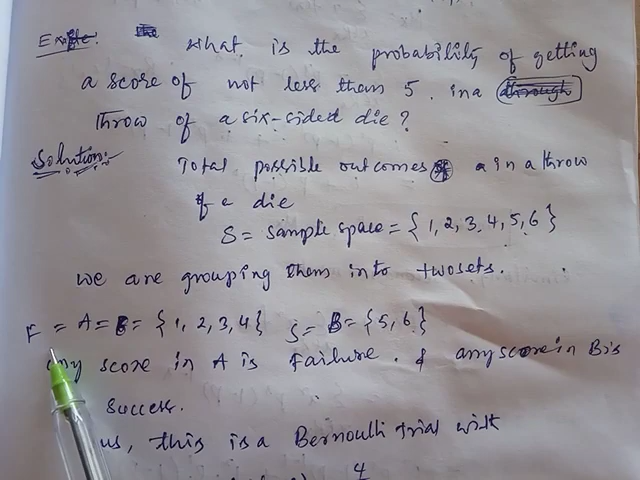 What is the probability of getting
a score of not less than 5 in a
throw of a six-sided die?
Solution:-
Total possible outcomes a in a throw
of a die
S = sample space = {1, 2, 3, 4, 5, 6}
we are grouping them into two sets.
F = A = = {1, 2, 3, 4} S = B = {5, 6}
any score in A is Failure. & any score in B is
success.
us, this is a Bernoulli trial with
4